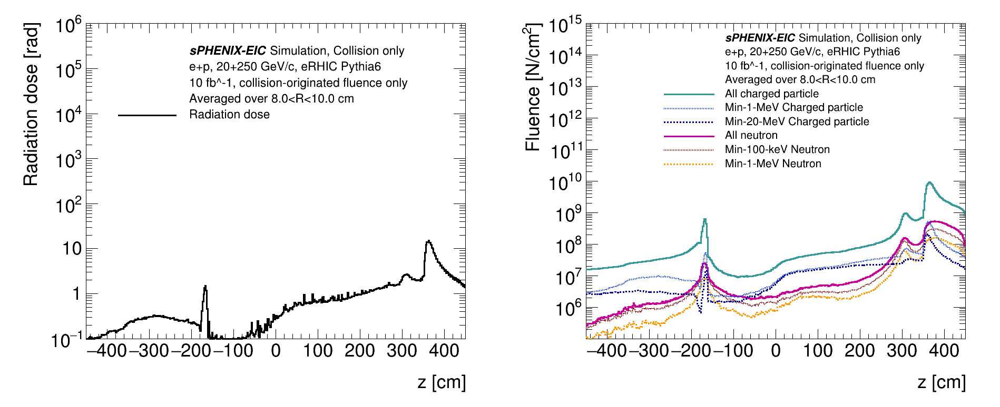 Radiation dose [rad]
10^6
10^5
10^4
10^3
10^2
10
1
10^−1
sPHENIX-EIC Simulation, Collision only
e+p, 20+250 GeV/c, eRHIC Pythia6
10 fb^-1, collision-originated fluence only
Averaged over 8.0<R<10.0 cm
Radiation dose
−400 −300 −200 −100 0 100 200 300 400
z [cm]
Fluence [N/cm^2]
10^15
10^14
10^13
10^12
10^11
10^10
10^9
10^8
10^7
10^6
sPHENIX-EIC Simulation, Collision only
e+p, 20+250 GeV/c, eRHIC Pythia6
10 fb^-1, collision-originated fluence only
Averaged over 8.0<R<10.0 cm
All charged particle
Min-1-MeV Charged particle
Min-20-MeV Charged particle
All neutron
Min-100-keV Neutron
Min-1-MeV Neutron
−400 −300 −200 −100 0 100 200 300 400
z [cm]